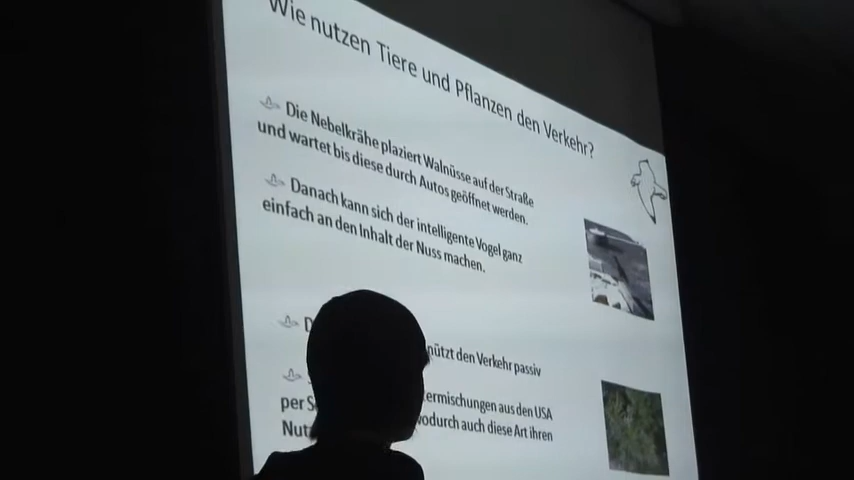 Wie nutzen Tiere und Pflanzen den Verkehr?
Die Nebelkrähe plaziert Walnüsse auf der Straße
und wartet bis diese durch Autos geöffnet werden.
Danach kann sich der intelligente Vogel ganz
einfach an den Inhalt der Nuss machen.
nützt den Verkehr passiv
per aus den USA
wodurch auch diese Art ihren